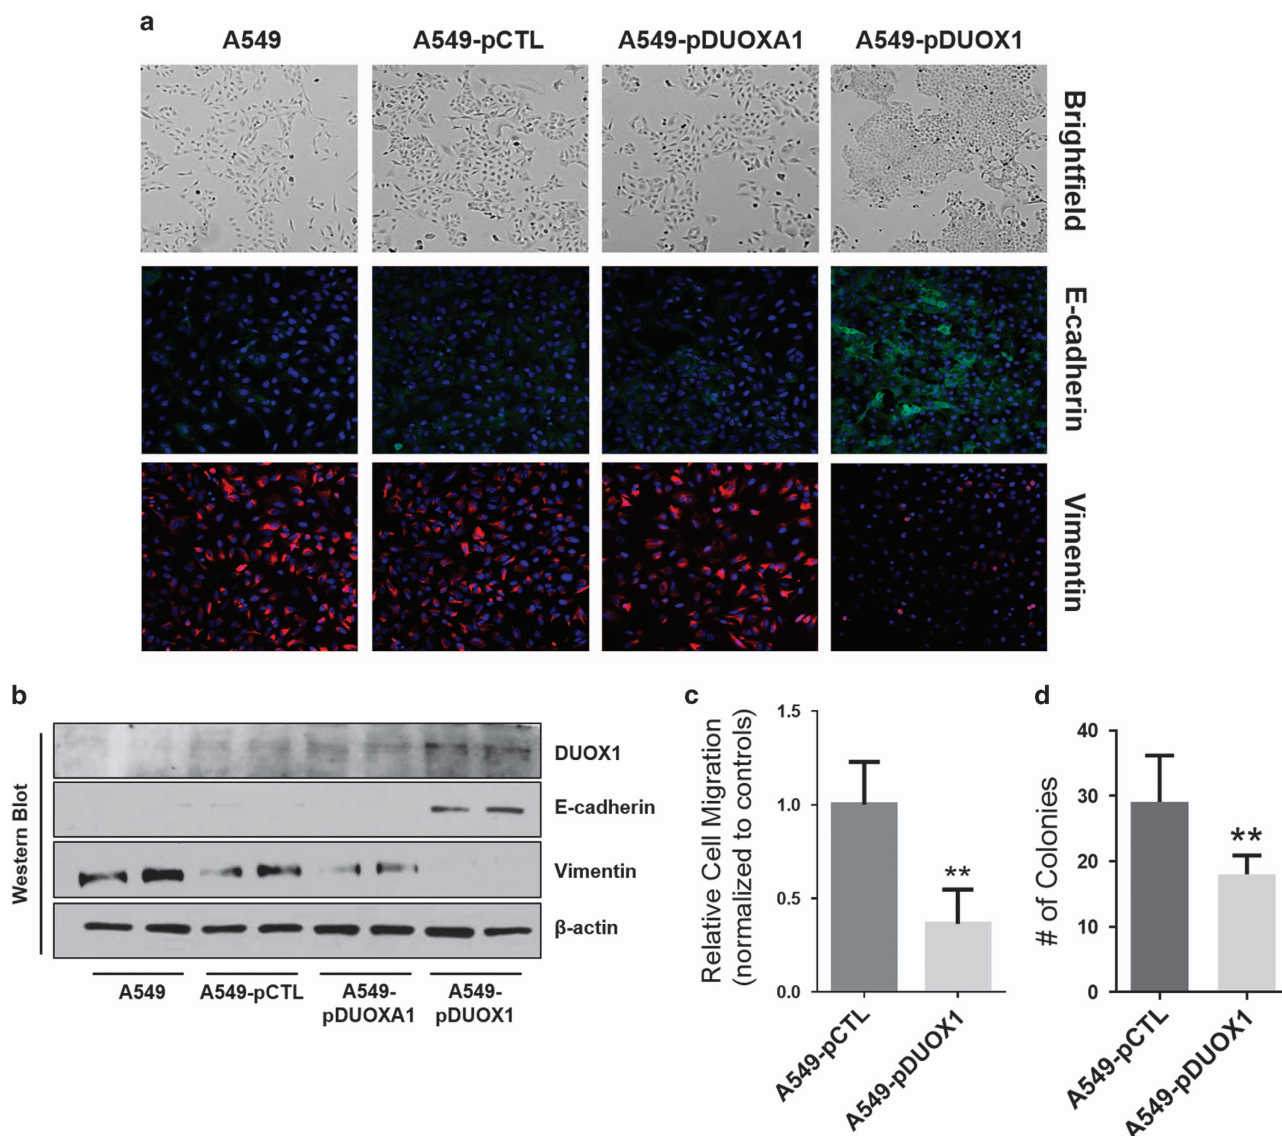 a
A549
A549-pCTL
A549-pDUOXA1
A549-pDUOX1
Brightfield
E-cadherin
Vimentin
b
Western Blot
DUOX1
E-cadherin
Vimentin
β-actin
A549
A549-pCTL
A549-
pDUOXA1
A549-
pDUOX1
c
Relative Cell Migration
(normalized to controls)
1.5
1.0
0.5
0.0
**
A549-pCTL
A549-pDUOX1
d
# of Colonies
40
30
20
10
0
**
A549-pCTL
A549-pDUOX1